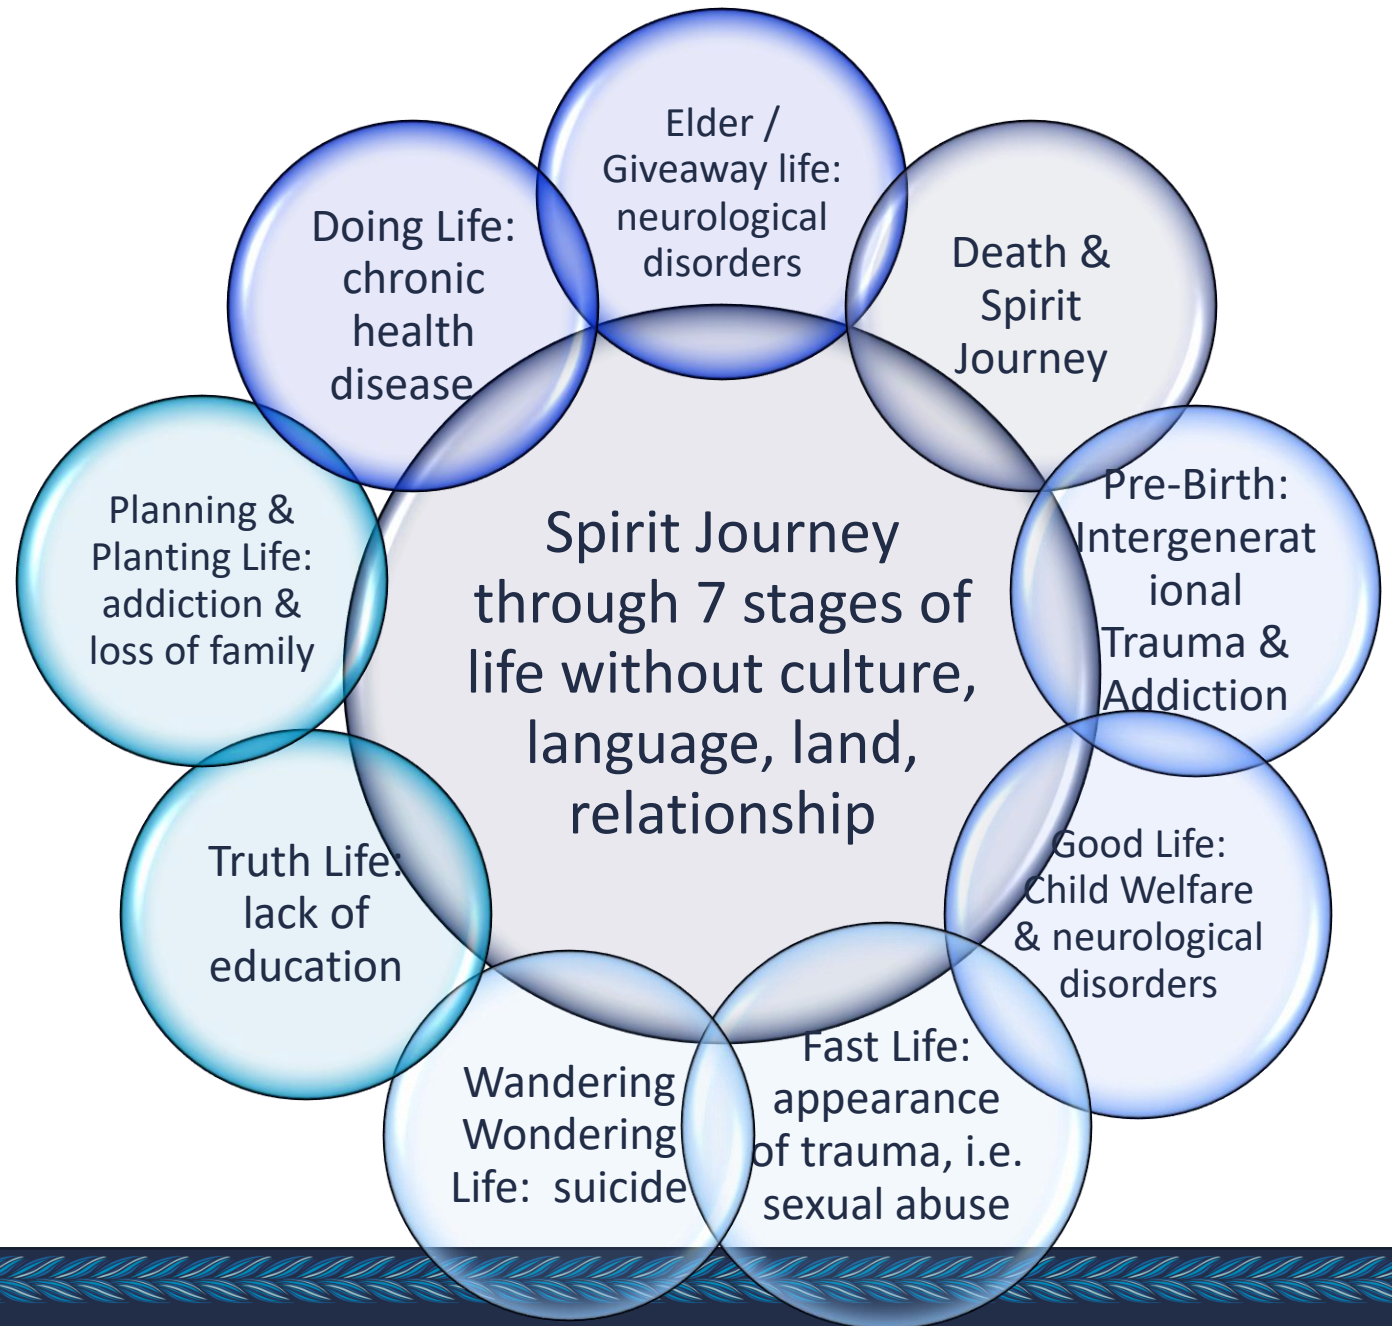 Elder /
Giveaway life:
neurological
disorders
Death &
Spirit
Journey
Pre-Birth:
Intergenerat
ional
Trauma &
Addiction
Good Life:
Child Welfare
& neurological
disorders
Fast Life:
appearance
of trauma, i.e.
sexual abuse
Wandering
Wondering
Life: suicide
Truth Life:
lack of
education
Planning &
Planting Life:
addiction &
loss of family
Doing Life:
chronic
health
disease
Spirit Journey
through 7 stages of
life without culture,
language, land,
relationship